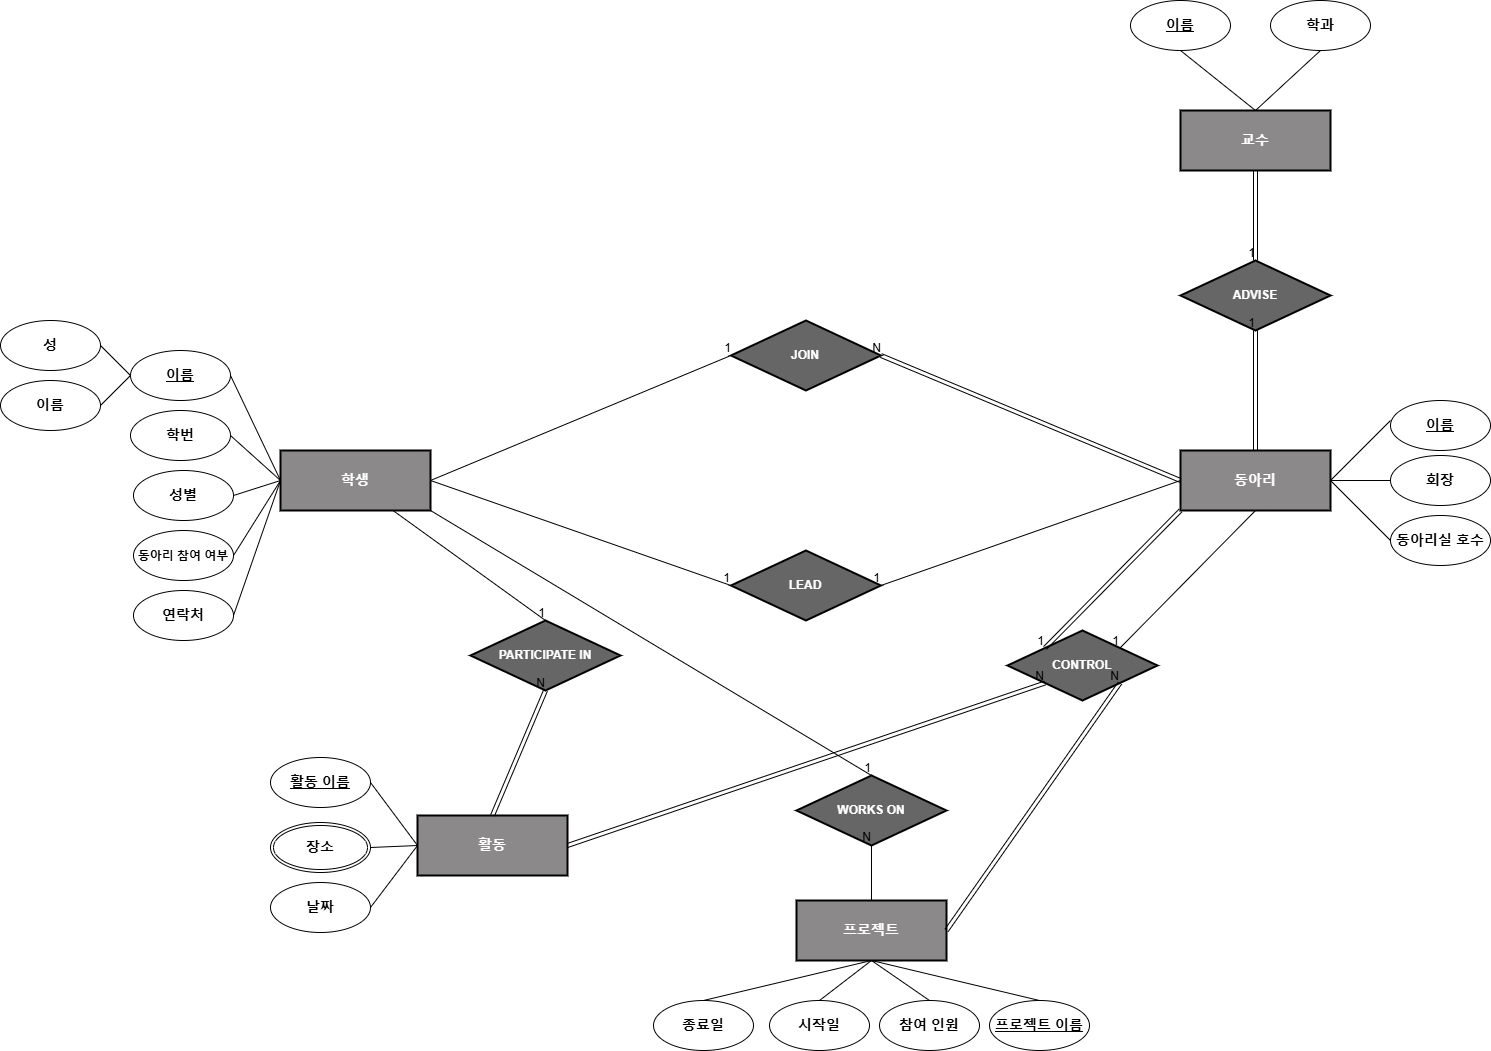 이름
학과
교수
1
ADVISE
1
성
이름
이름
학번
성별
동아리 참여 여부
연락처
학생
1
JOIN
N
1
LEAD
1
동아리
이름
회장
동아리실 호수
1
PARTICIPATE IN
N
1
1
CONTROL
N
N
활동 이름
장소
날짜
활동
1
WORKS ON
N
프로젝트
종료일
시작일
참여 인원
프로젝트 이름